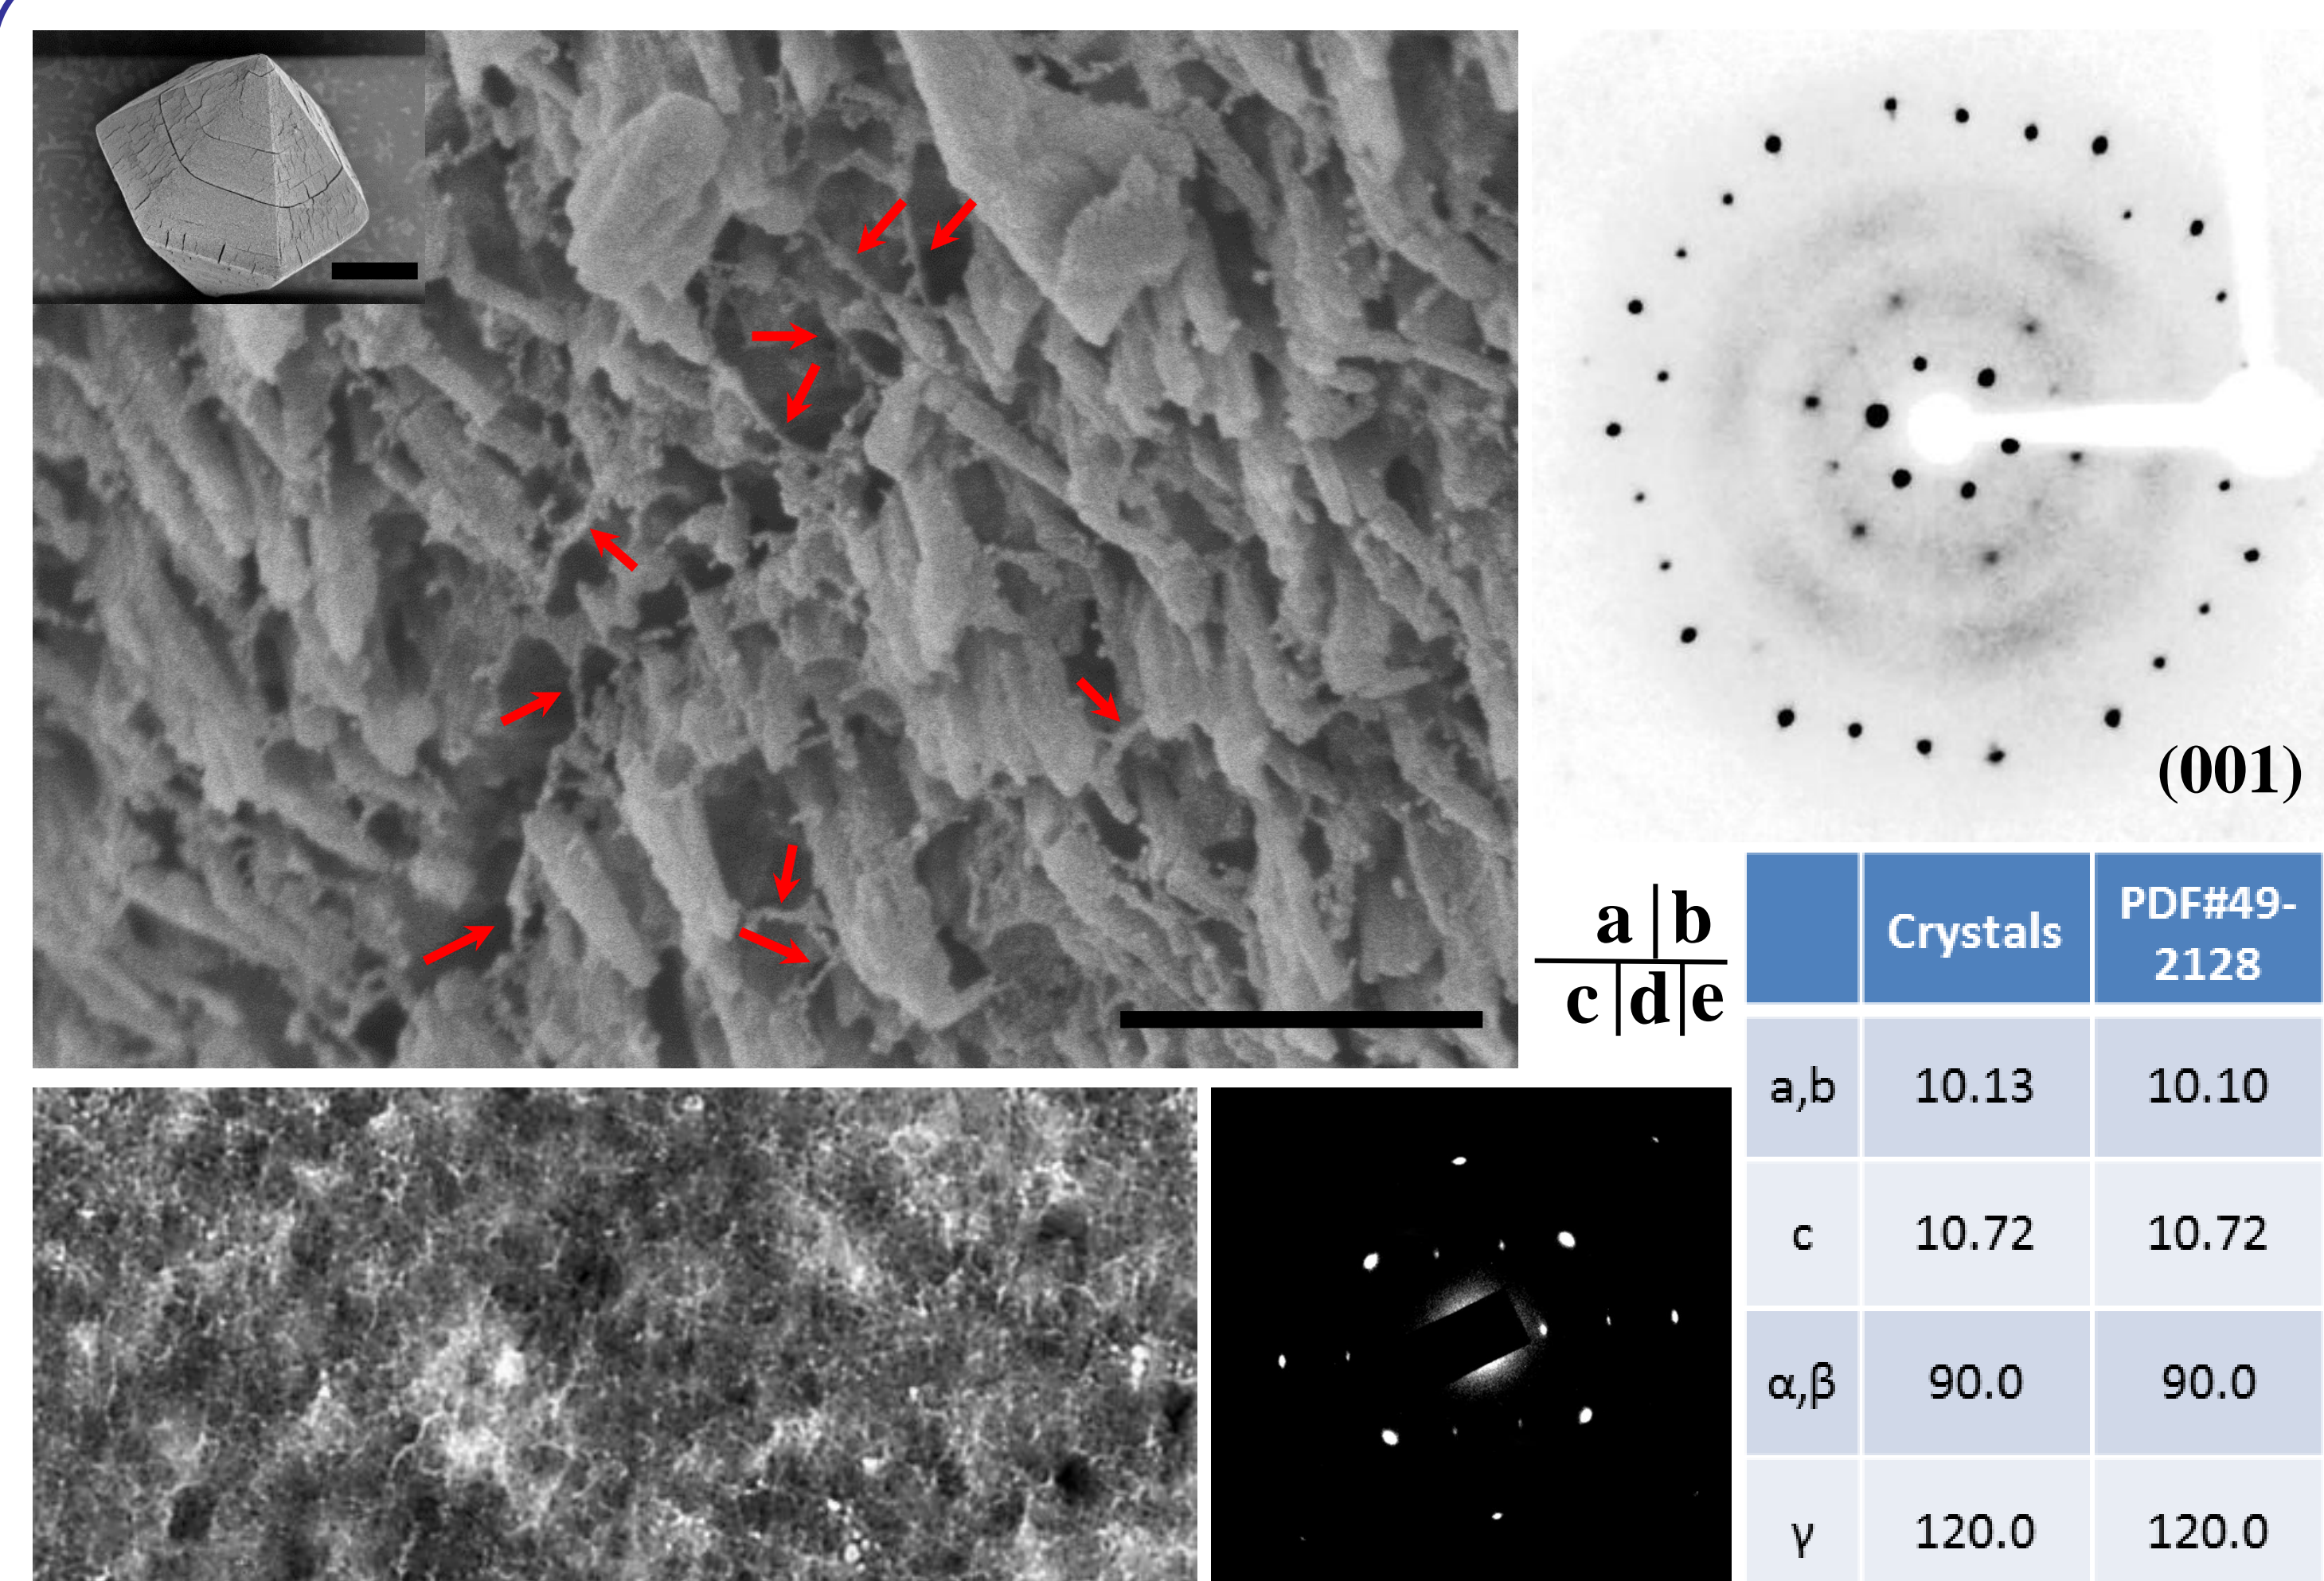 (001)
a|b
c|d|e
Crystals PDF#49-
2128
a,b 10.13 10.10
c 10.72 10.72
α,β 90.0 90.0
γ 120.0 120.0